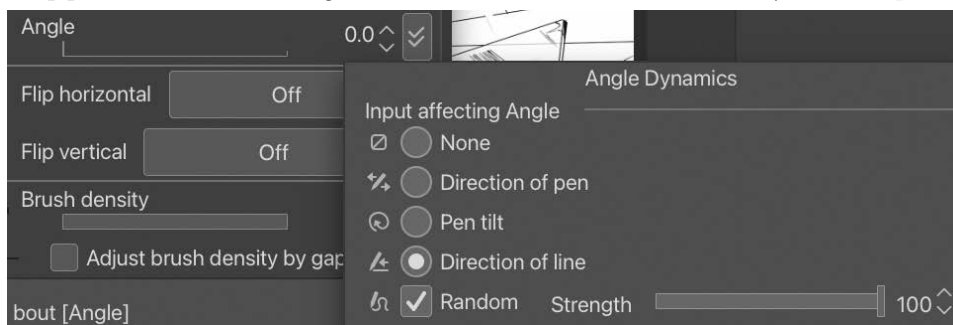 Angle
0.0
Flip horizontal
Off
Flip vertical
Off
Brush density
Adjust brush density by gap
bout [Angle]
Angle Dynamics
Input affecting Angle
None
Direction of pen
Pen tilt
Direction of line
Random Strength 100